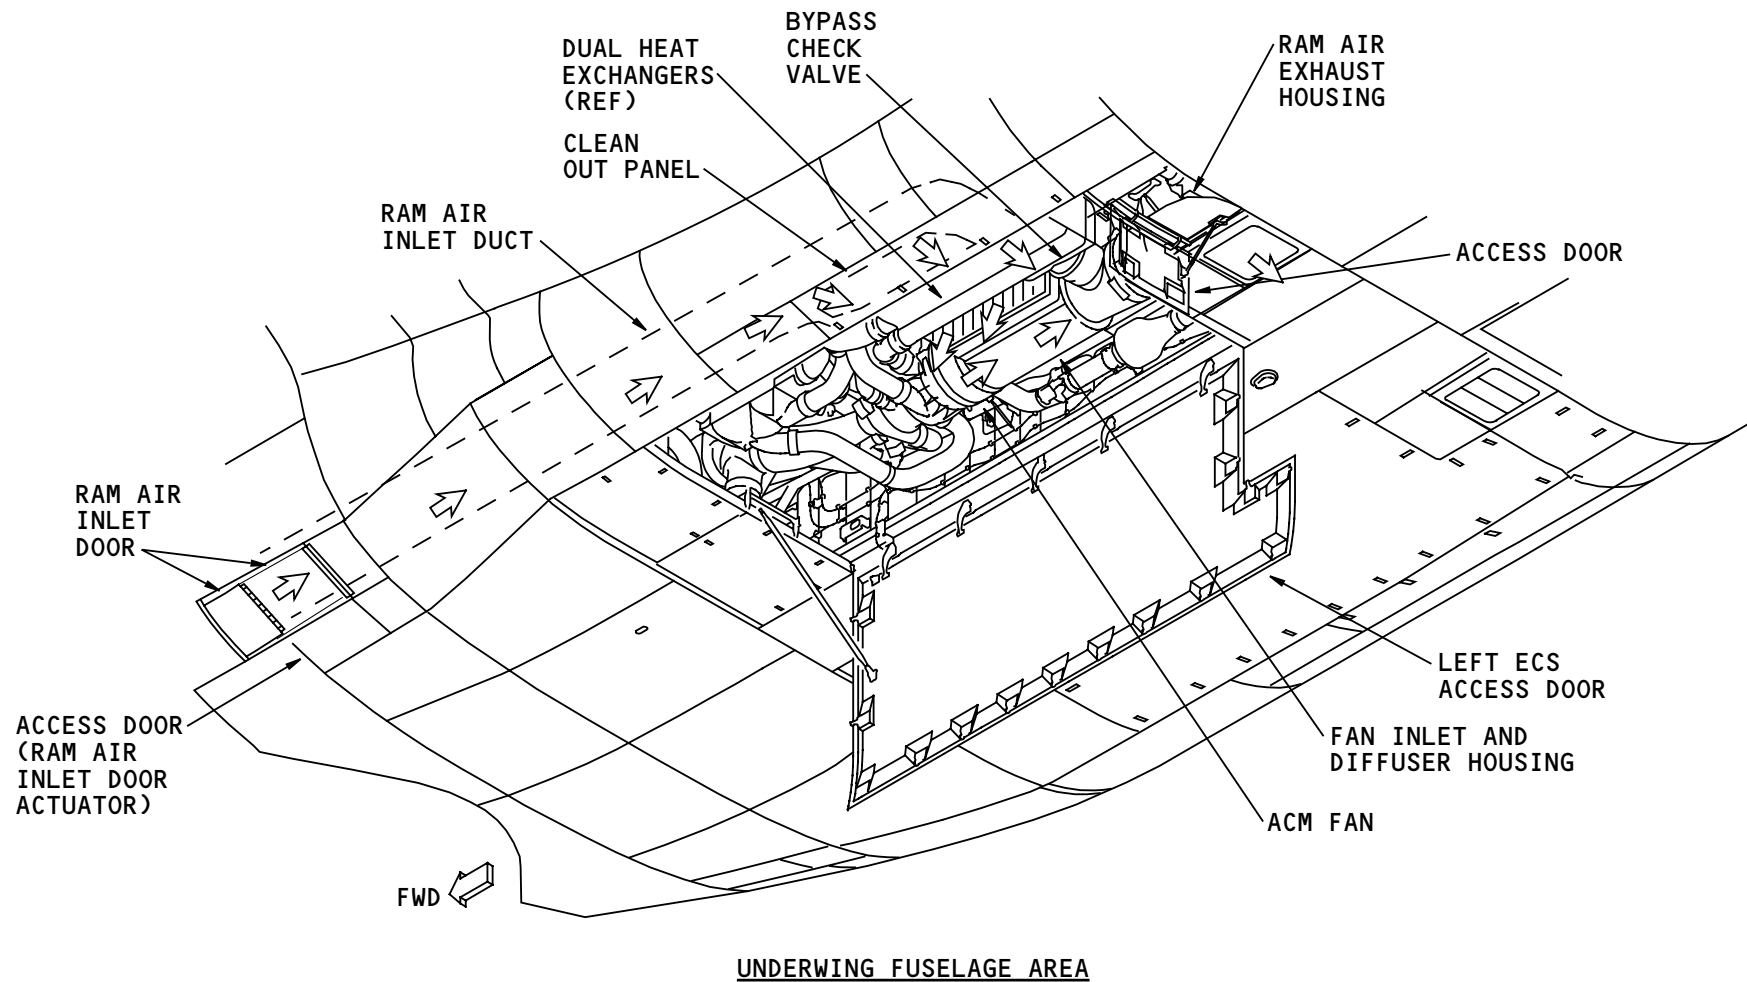 BYPASS
CHECK
VALVE
DUAL HEAT
EXCHANGERS
(REF)
CLEAN
OUT PANEL
RAM AIR
INLET DUCT
RAM AIR
EXHAUST
HOUSING
ACCESS DOOR
RAM AIR
INLET
DOOR
ACCESS DOOR
(RAM AIR
INLET DOOR
ACTUATOR)
LEFT ECS
ACCESS DOOR
FAN INLET AND
DIFFUSER HOUSING
ACM FAN
FWD
UNDERWING FUSELAGE AREA